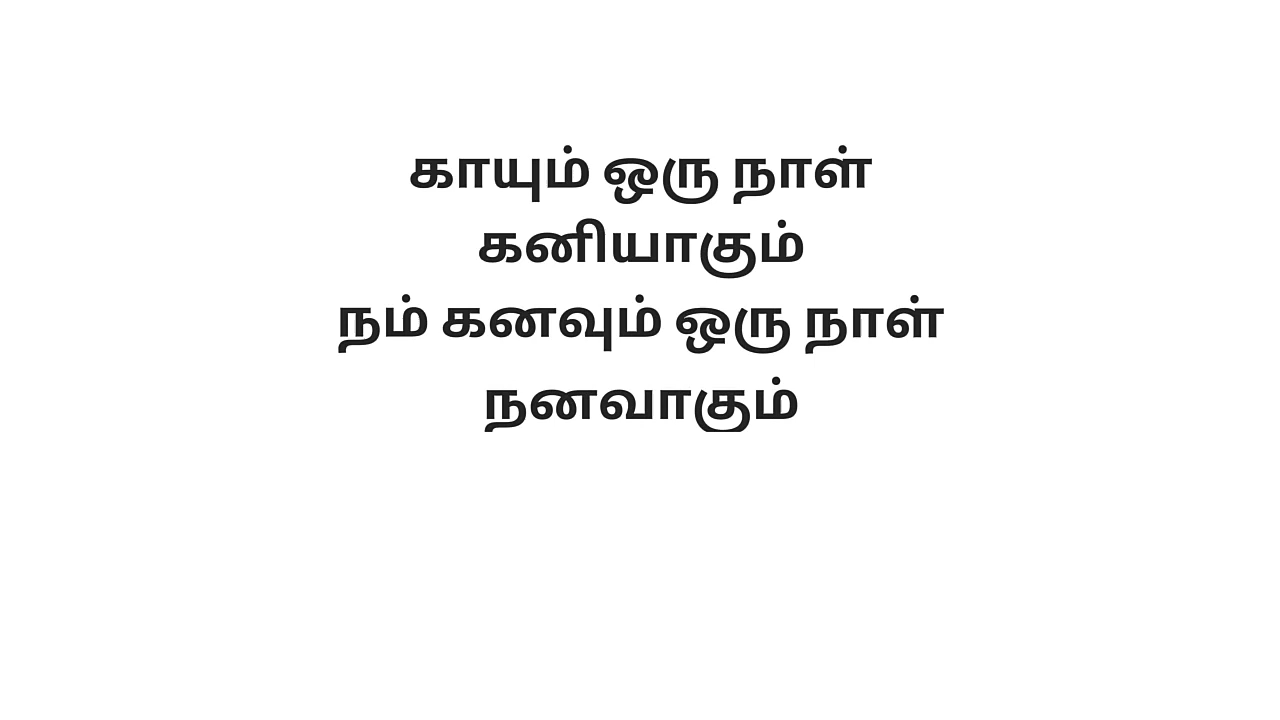 காயும் ஒரு நாள்
கனியாகும்
நம் கனவும் ஒரு நாள்
நனவாகும்